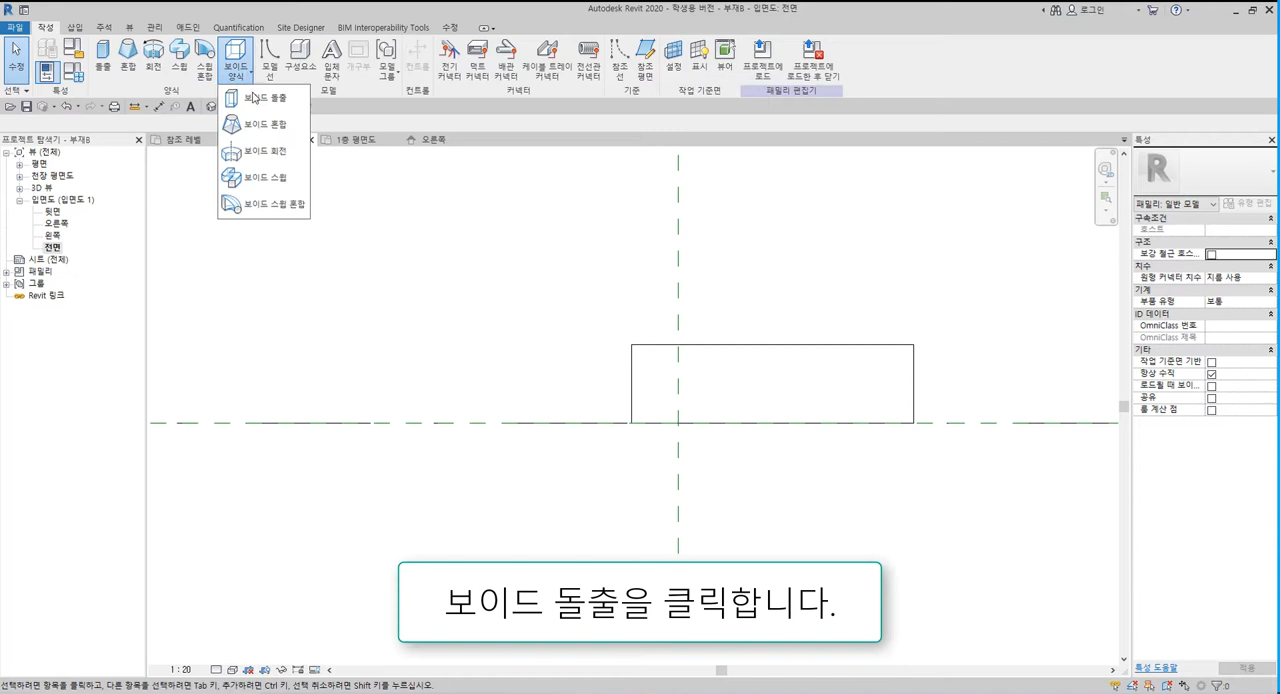 Autodesk Revit 2020 - 학생용 버전 - 부재B - 입면도: 전면
로그인
파일 작성 삽입 주석 뷰 관리 애드인 Quantification Site Designer BIM Interoperability Tools 수정
수정 돌출 혼합 회전 스윕 스윕 혼합 보이드 양식 모델 선 구성요소 입체 문자 개구부 모델 그룹 컨트롤 전기 커넥터 덕트 커넥터 배관 커넥터 케이블 트레이 커넥터 전선관 커넥터 참조 선 참조 평면 설정 표시 뷰어 프로젝트에 로드 프로젝트에 로드한 후 닫기
선택 특성 양식 모델 컨트롤 커넥터 기준 작업 기준면 패밀리 편집기
보이드 돌출
보이드 혼합
보이드 회전
보이드 스윕
보이드 스윕 혼합
프로젝트 탐색기 - 부재B
참조 레벨 1층 평면도 오른쪽
뷰 (전체)
평면
천장 평면도
3D 뷰
입면도 (입면도 1)
뒷면
오른쪽
왼쪽
전면
시트 (전체)
패밀리
그룹
Revit 링크
특성
R
패밀리: 일반 모델 유형 편집
구속조건
호스트
구조
보강 철근 호스...
치수
원형 커넥터 치수 지름 사용
기계
부품 유형 보통
ID 데이터
OmniClass 번호
OmniClass 제목
기타
작업 기준면 기반
항상 수직
로드될 때 보이...
공유
룸 계산 점
특성 도움말 적용
보이드 돌출을 클릭합니다.
1 : 20
선택하려면 항목을 클릭하고, 다른 항목을 선택하려면 Tab 키, 추가하려면 Ctrl 키, 선택 취소하려면 Shift 키를 누르십시오.
:0